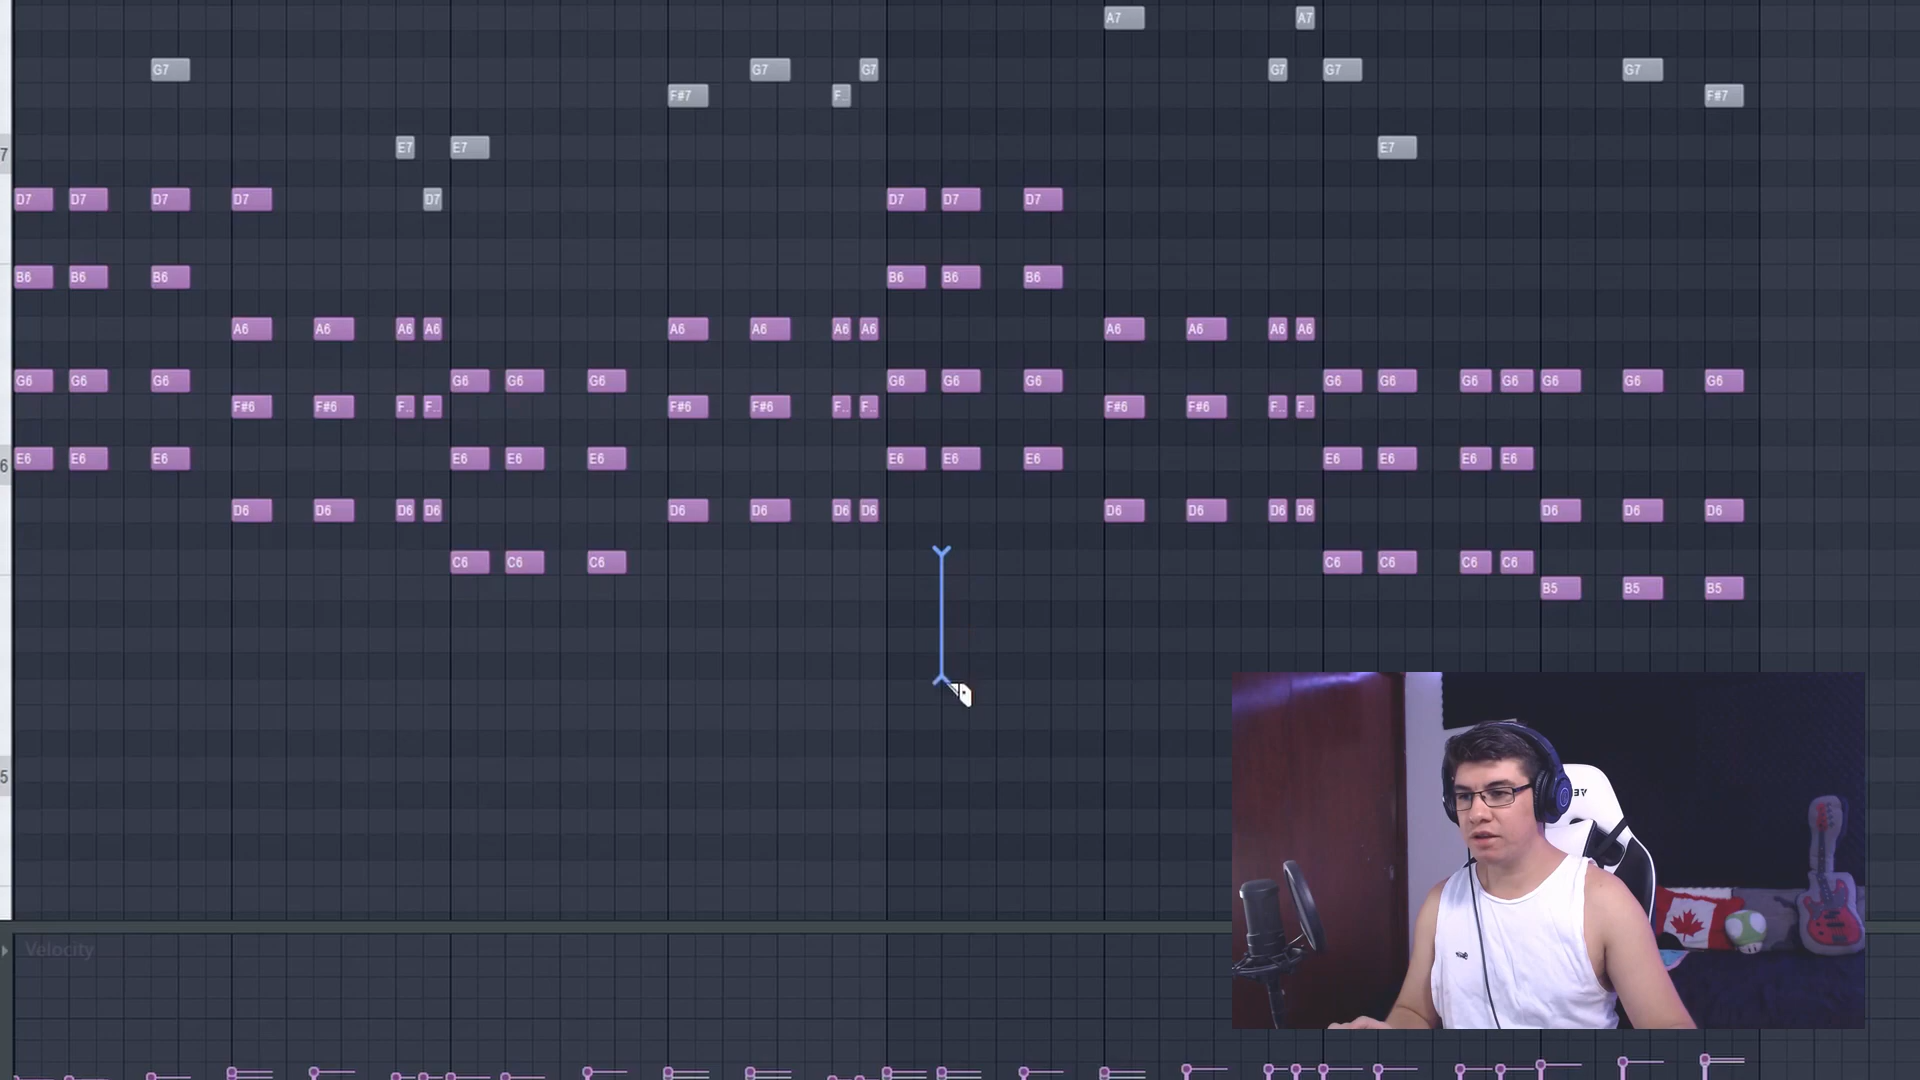 A7 A7
G7 G7 G7 G7 G7 G7
F#7 F.. F#7
7 E7 E7 E7
D7 D7 D7 D7 D7 D7 D7 D7
B6 B6 B6 B6 B6 B6
A6 A6 A6 A6 A6 A6 A6 A6 A6 A6 A6 A6
G6 G6 G6 G6 G6 G6 G6 G6 G6 G6 G6 G6 G6 G6 G6 G6
F#6 F#6 F.. F.. F#6 F#6 F.. F.. F#6 F#6 F.. F..
6 E6 E6 E6 E6 E6 E6 E6 E6 E6 E6 E6 E6 E6
D6 D6 D6 D6 D6 D6 D6 D6 D6 D6 D6 D6 D6 D6 D6
C6 C6 C6 C6 C6 C6 C6
B5 B5 B5
5
Velocity